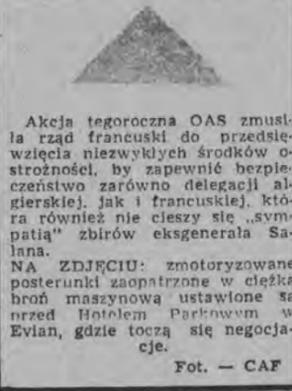 Akcja tegoroczna OAS zmusi-
ła rząd francuski do przedsię-
wzięcia niezwykłych środków o-
strożności, by zapewnić bezpie-
czeństwo zarówno delegacji al-
gierskiej, jak i francuskiej, któ-
ra również nie cieszy się „sym-
patią" zbirów eksgenerała Sa-
lana.
NA ZDJĘCIU: zmotoryzowane
posterunki zaopatrzone w ciężką
broń maszynową ustawione są
przed Hotelem Parkowym w
Evian, gdzie toczą się negocja-
cje.
Fot. — CAF